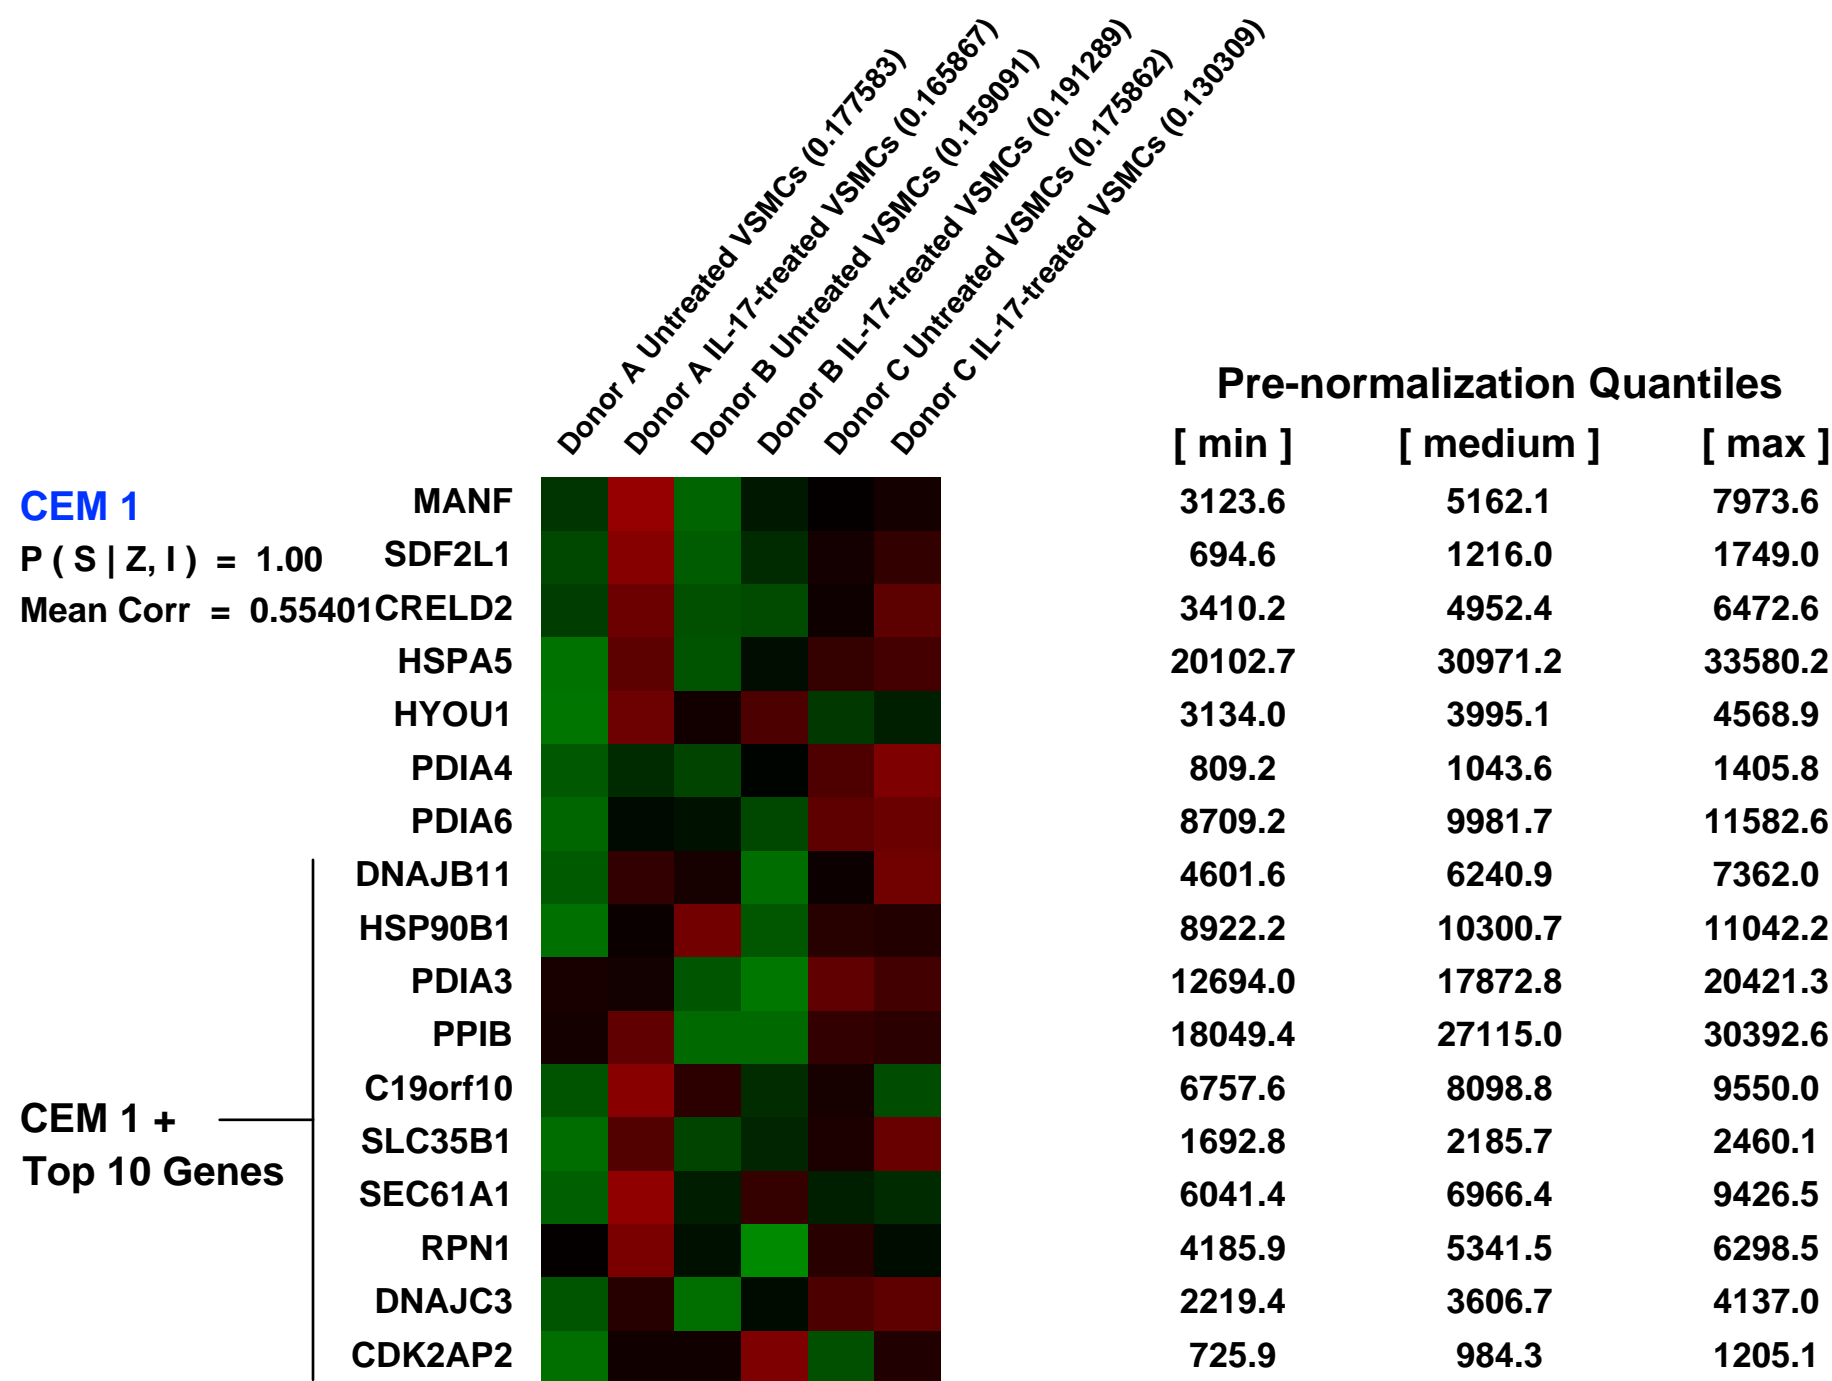 Donor A Untreated VSMCs (0.177583)
Donor A IL-17-treated VSMCs (0.165867)
Donor B Untreated VSMCs (0.159091)
Donor B IL-17-treated VSMCs (0.191289)
Donor C Untreated VSMCs (0.175862)
Donor C IL-17-treated VSMCs (0.130309)
Pre-normalization Quantiles
[ min ] [ medium ] [ max ]
CEM 1
P ( S | Z, I ) = 1.00
Mean Corr = 0.55401
MANF 3123.6 5162.1 7973.6
SDF2L1 694.6 1216.0 1749.0
CRELD2 3410.2 4952.4 6472.6
HSPA5 20102.7 30971.2 33580.2
HYOU1 3134.0 3995.1 4568.9
PDIA4 809.2 1043.6 1405.8
PDIA6 8709.2 9981.7 11582.6
DNAJB11 4601.6 6240.9 7362.0
HSP90B1 8922.2 10300.7 11042.2
PDIA3 12694.0 17872.8 20421.3
PPIB 18049.4 27115.0 30392.6
C19orf10 6757.6 8098.8 9550.0
SLC35B1 1692.8 2185.7 2460.1
SEC61A1 6041.4 6966.4 9426.5
RPN1 4185.9 5341.5 6298.5
DNAJC3 2219.4 3606.7 4137.0
CDK2AP2 725.9 984.3 1205.1
CEM 1 +
Top 10 Genes